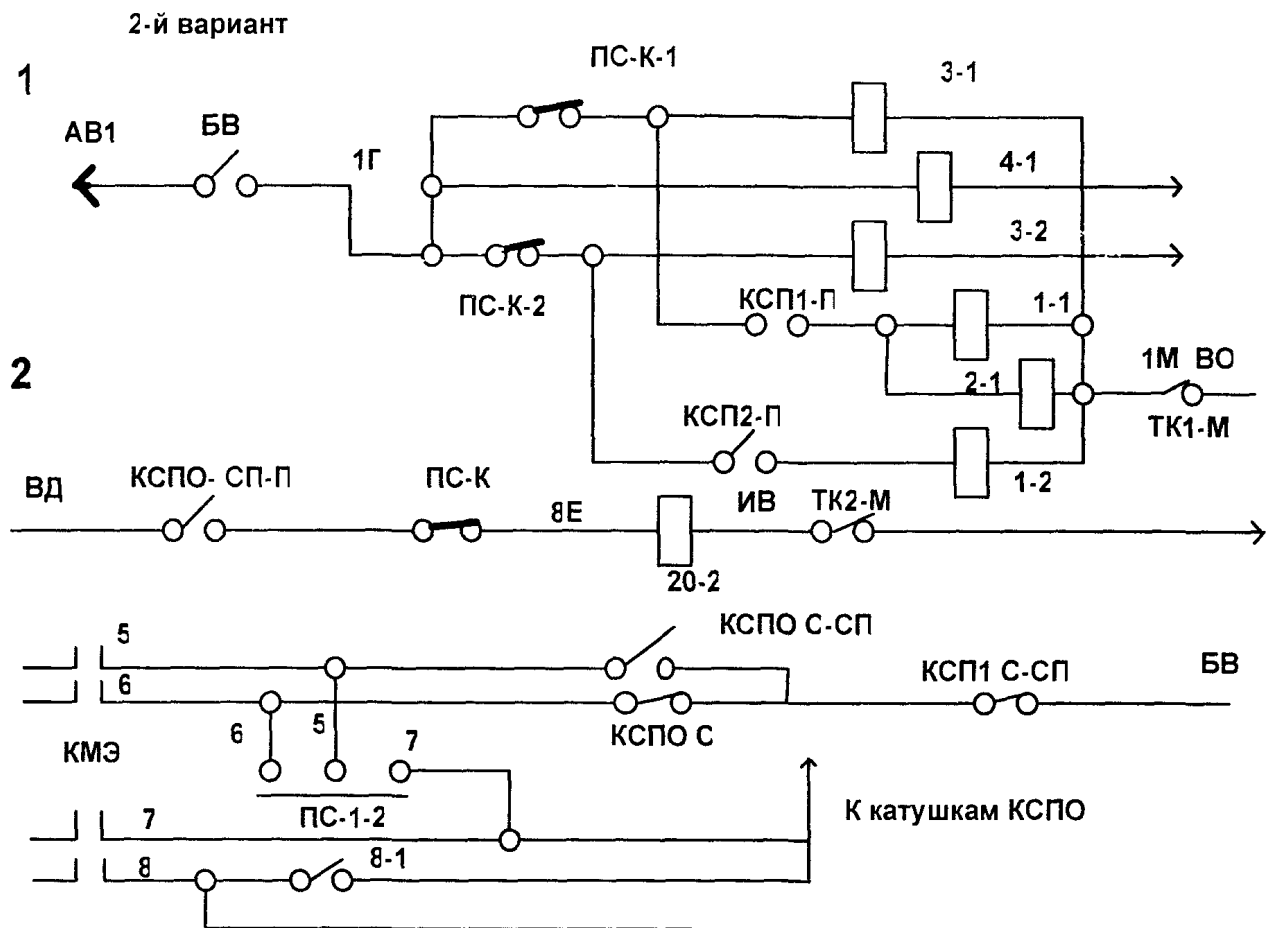 2-й вариант
1
АВ1
БВ
1Г
ПС-К-1
3-1
4-1
3-2
ПС-К-2
КСП1-П
1-1
2
2-1
1М ВО
КСП2-П
ТК1-М
1-2
ВД
КСПО- СП-П
ПС-К
8Е
ИВ
ТК2-М
20-2
5
КСПО С-СП
6
КСП1 С-СП
БВ
КСПО С
6
5
7
КМЭ
ПС-1-2
К катушкам КСПО
7
8
8-1